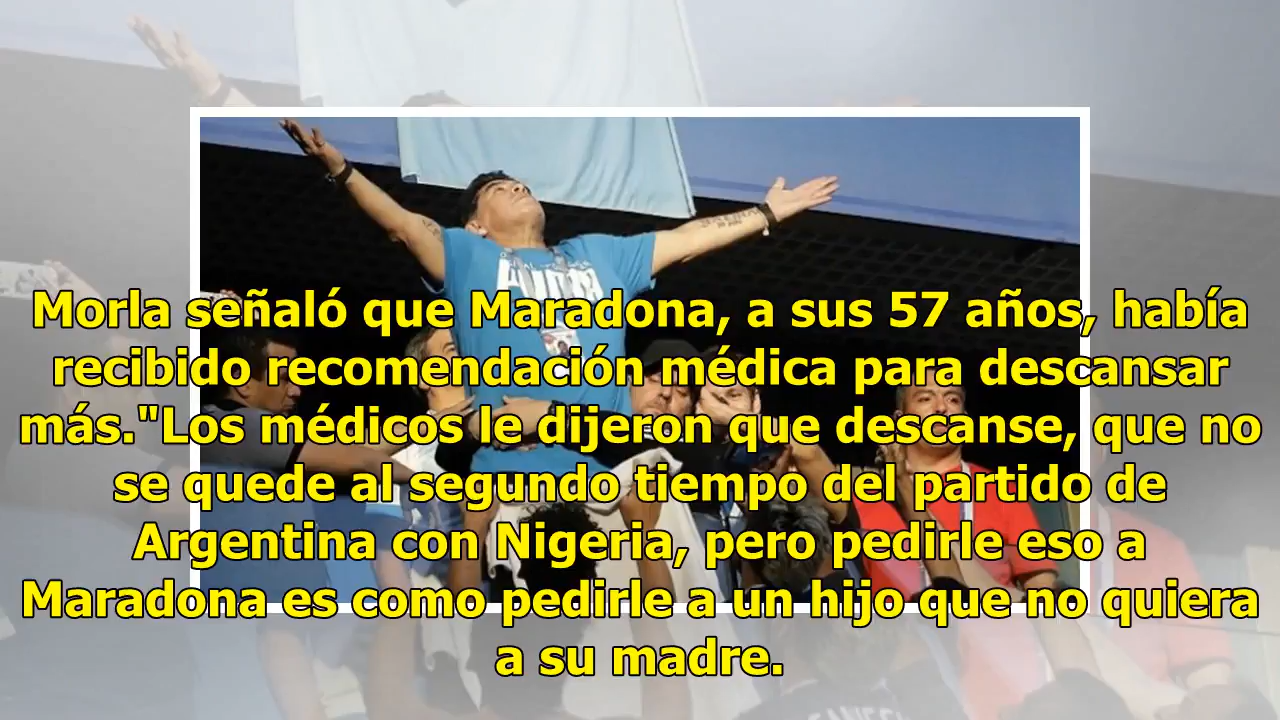 Morla señaló que Maradona, a sus 57 años, había
recibido recomendación médica para descansar
más."Los médicos le dijeron que descanse, que no
se quede al segundo tiempo del partido de
Argentina con Nigeria, pero pedirle eso a
Maradona es como pedirle a un hijo que no quiera
a su madre.